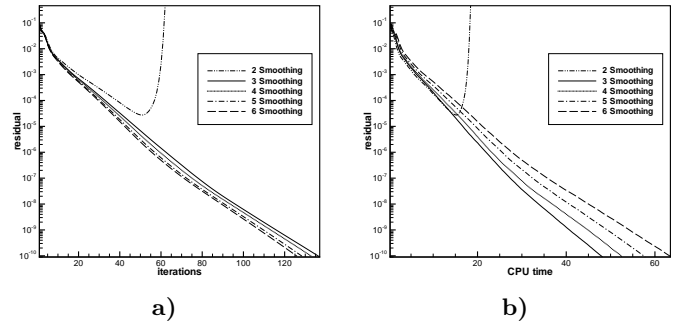 10^-1
10^-2
10^-3
10^-4
10^-5
10^-6
10^-7
10^-8
10^-9
10^-10
residual
20 40 60 80 100 120
iterations
2 Smoothing
3 Smoothing
4 Smoothing
5 Smoothing
6 Smoothing
a)
10^-1
10^-2
10^-3
10^-4
10^-5
10^-6
10^-7
10^-8
10^-9
10^-10
residual
20 40 60
CPU time
2 Smoothing
3 Smoothing
4 Smoothing
5 Smoothing
6 Smoothing
b)